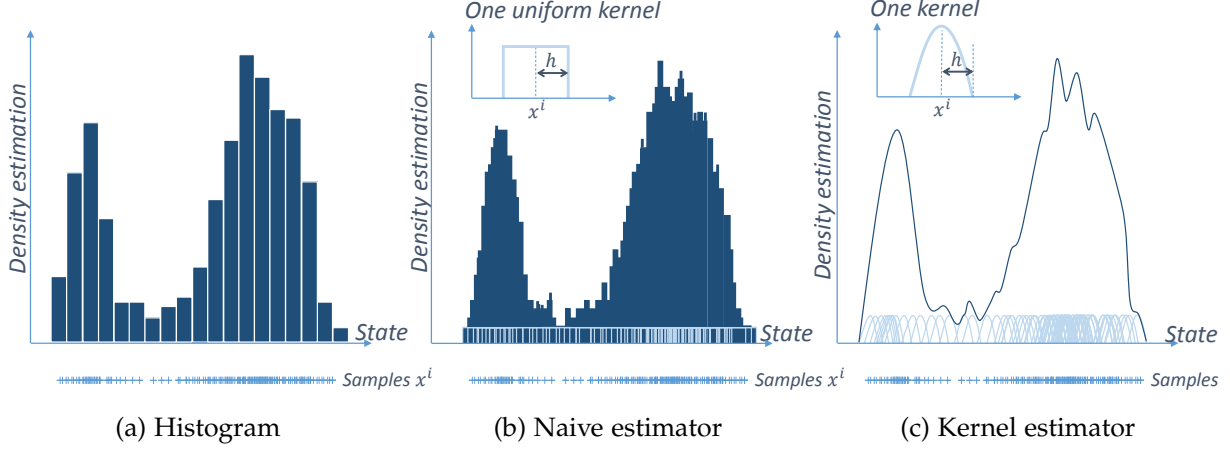 Density estimation
State
Samples x^i
(a) Histogram
One uniform kernel
h
x^i
Density estimation
State
Samples x^i
(b) Naive estimator
One kernel
h
x^i
Density estimation
State
Samples
(c) Kernel estimator